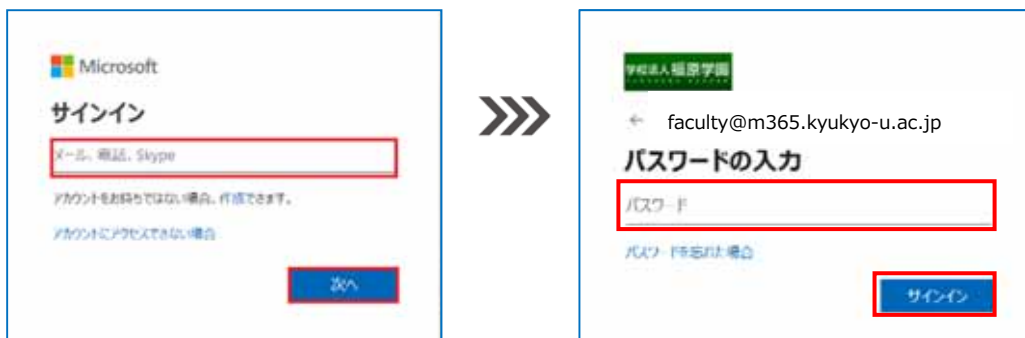 Microsoft
サインイン
メール、電話、Skype
アカウントをお持ちではない場合、作成できます。
アカウントにアクセスできない場合
次へ
学校法人福原学園
← faculty@m365.kyukyo-u.ac.jp
パスワードの入力
パスワード
パスワードを忘れた場合
サインイン